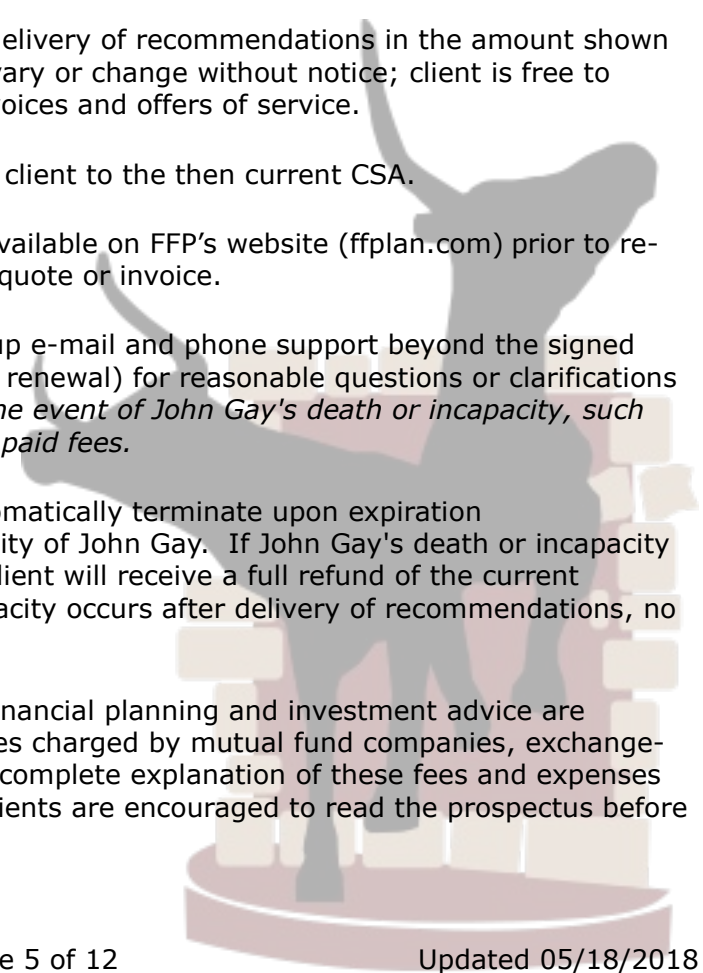 elivery of recommendations in the amount shown
vary or change without notice; client is free to
voices and offers of service.
client to the then current CSA.
vailable on FFP’s website (ffplan.com) prior to re-
quote or invoice.
up e-mail and phone support beyond the signed
renewal) for reasonable questions or clarifications
he event of John Gay's death or incapacity, such
paid fees.
omatically terminate upon expiration
ity of John Gay.  If John Gay's death or incapacity
lient will receive a full refund of the current
acity occurs after delivery of recommendations, no
inancial planning and investment advice are
es charged by mutual fund companies, exchange-
complete explanation of these fees and expenses
ients are encouraged to read the prospectus before
e 5 of 12 Updated 05/18/2018